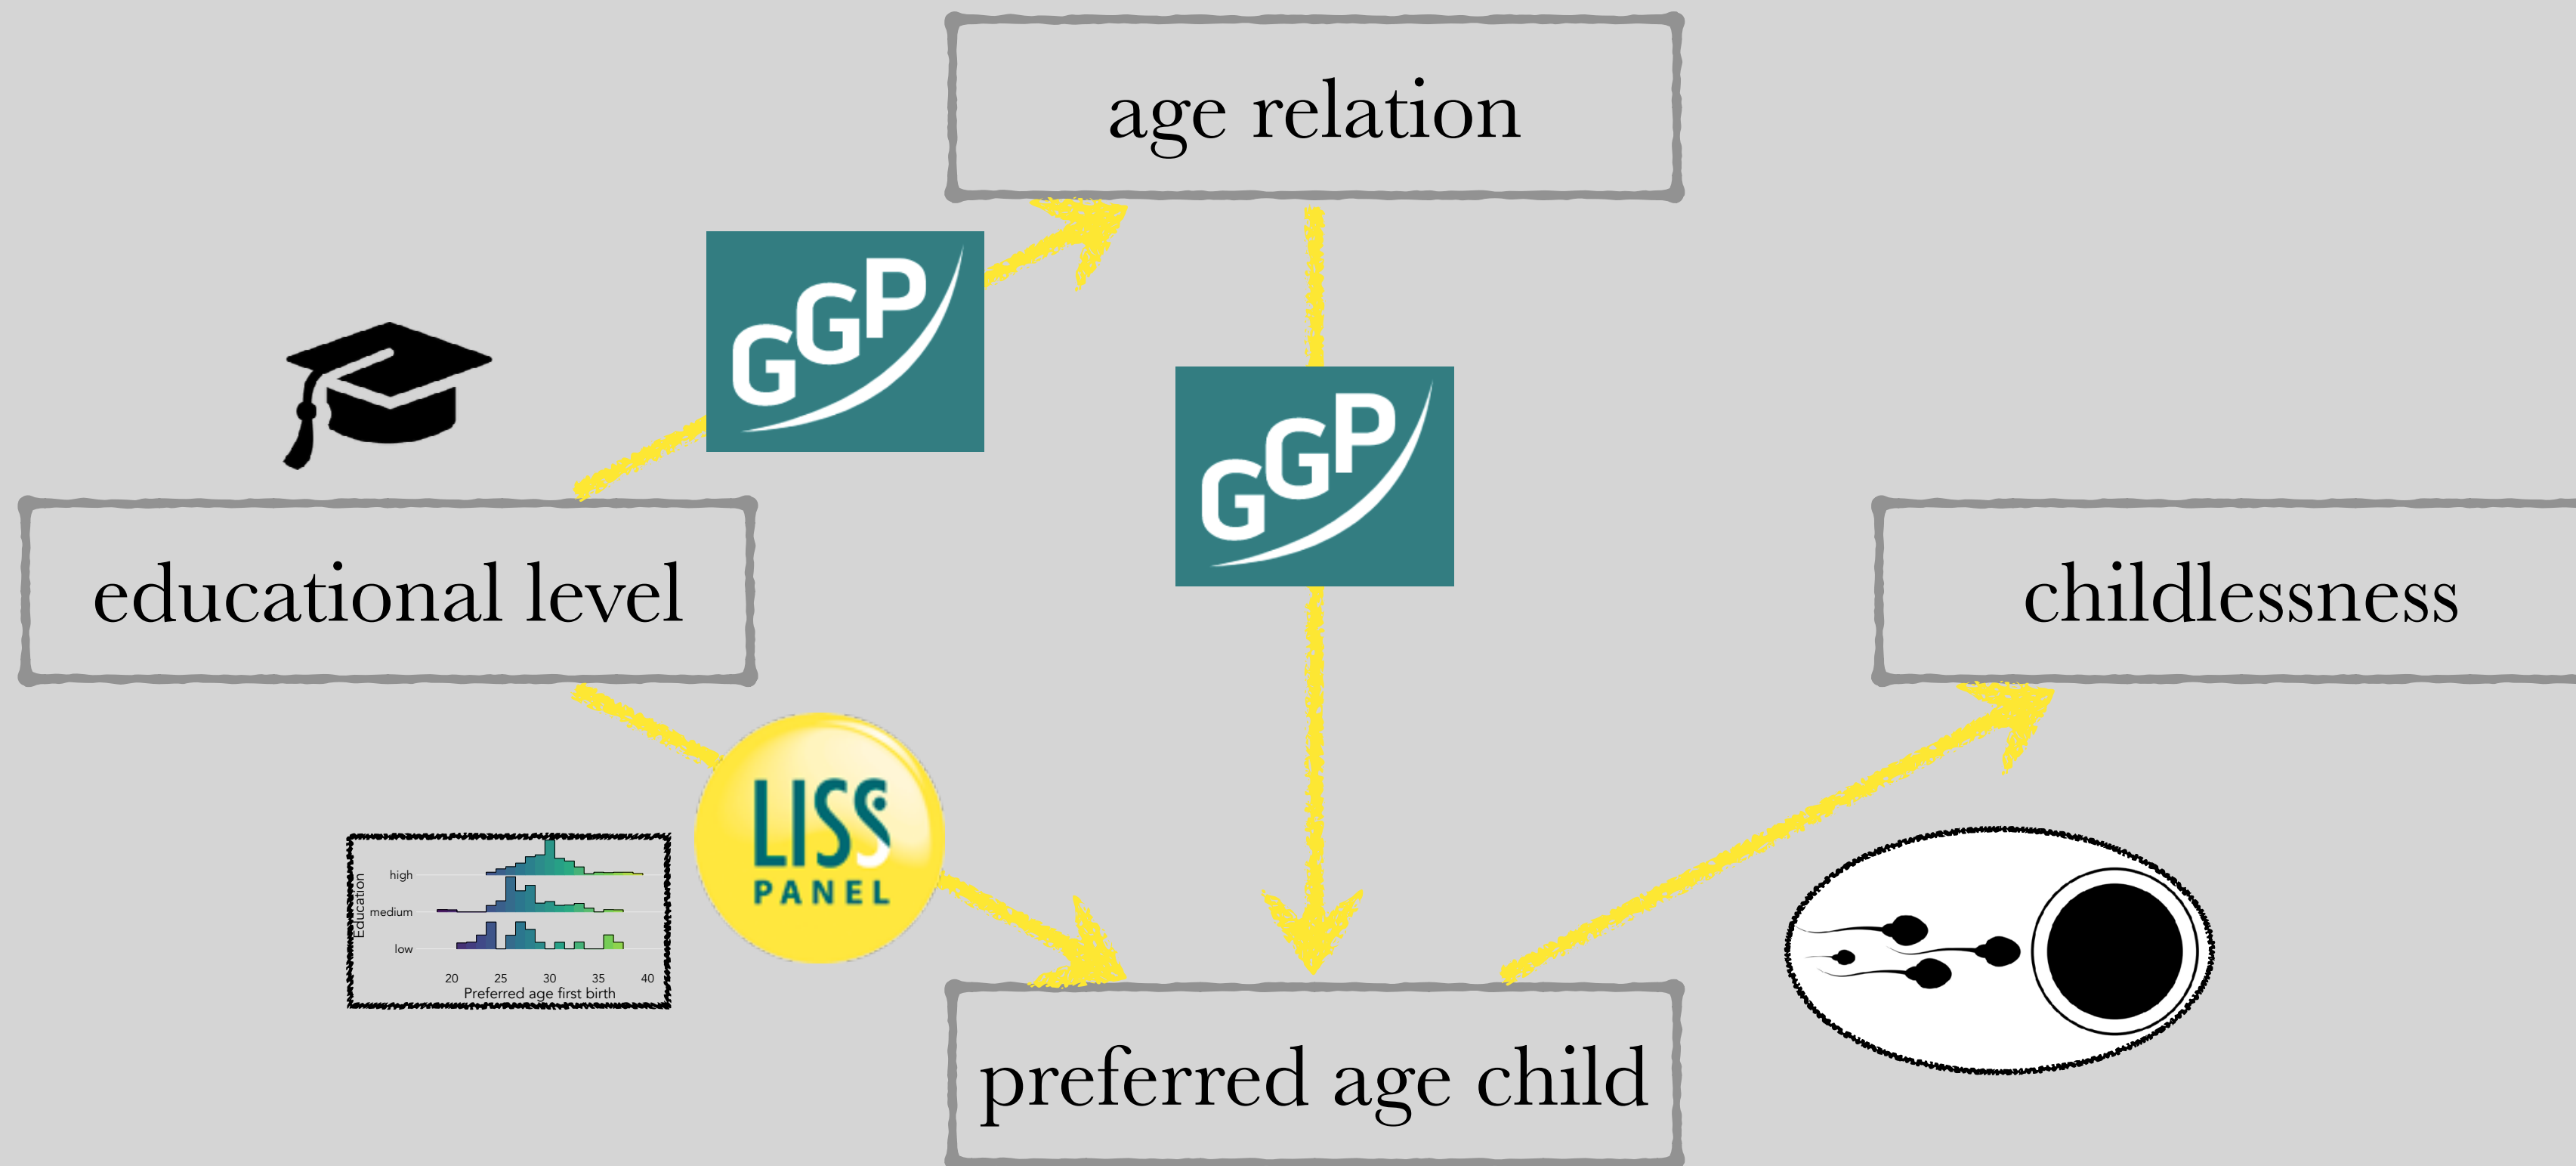 age relation
GGP
GGP
educational level
childlessness
LISS
PANEL
Education
high
medium
low
20 25 30 35 40
Preferred age first birth
preferred age child